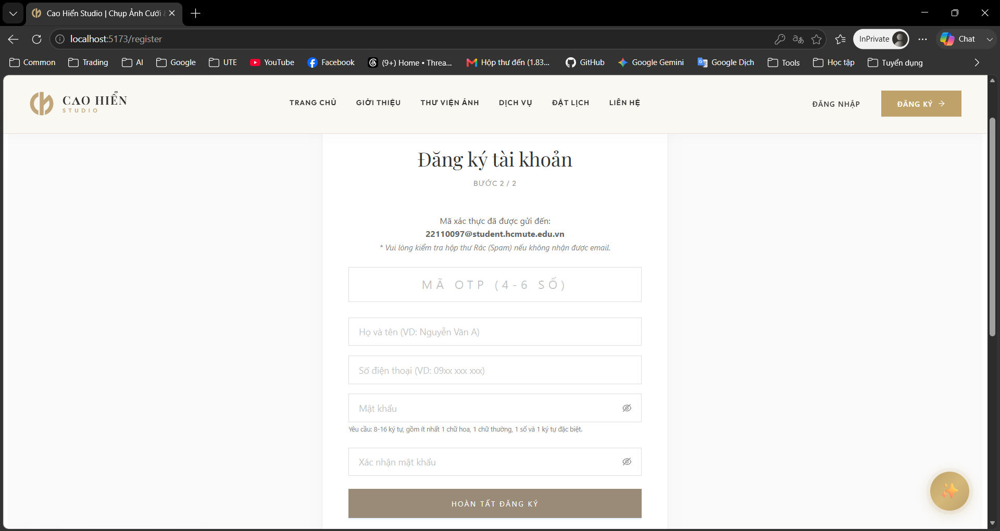 Cao Hiển Studio | Chụp Ảnh Cưới
localhost:5173/register
InPrivate
Chat
Common
Trading
AI
Google
UTE
YouTube
Facebook
(9+) Home • Threa...
Hộp thư đến (1.83...
GitHub
Google Gemini
Google Dịch
Tools
Học tập
Tuyển dụng
CAO HIỂN
STUDIO
TRANG CHỦ
GIỚI THIỆU
THƯ VIỆN ẢNH
DỊCH VỤ
ĐẶT LỊCH
LIÊN HỆ
ĐĂNG NHẬP
ĐĂNG KÝ →
Đăng ký tài khoản
BƯỚC 2 / 2
Mã xác thực đã được gửi đến:
22110097@student.hcmute.edu.vn
* Vui lòng kiểm tra hộp thư Rác (Spam) nếu không nhận được email.
MÃ OTP (4-6 SỐ)
Họ và tên (VD: Nguyễn Văn A)
Số điện thoại (VD: 09xx xxx xxx)
Mật khẩu
Yêu cầu: 8-16 ký tự, gồm ít nhất 1 chữ hoa, 1 chữ thường, 1 số và 1 ký tự đặc biệt.
Xác nhận mật khẩu
HOÀN TẤT ĐĂNG KÝ